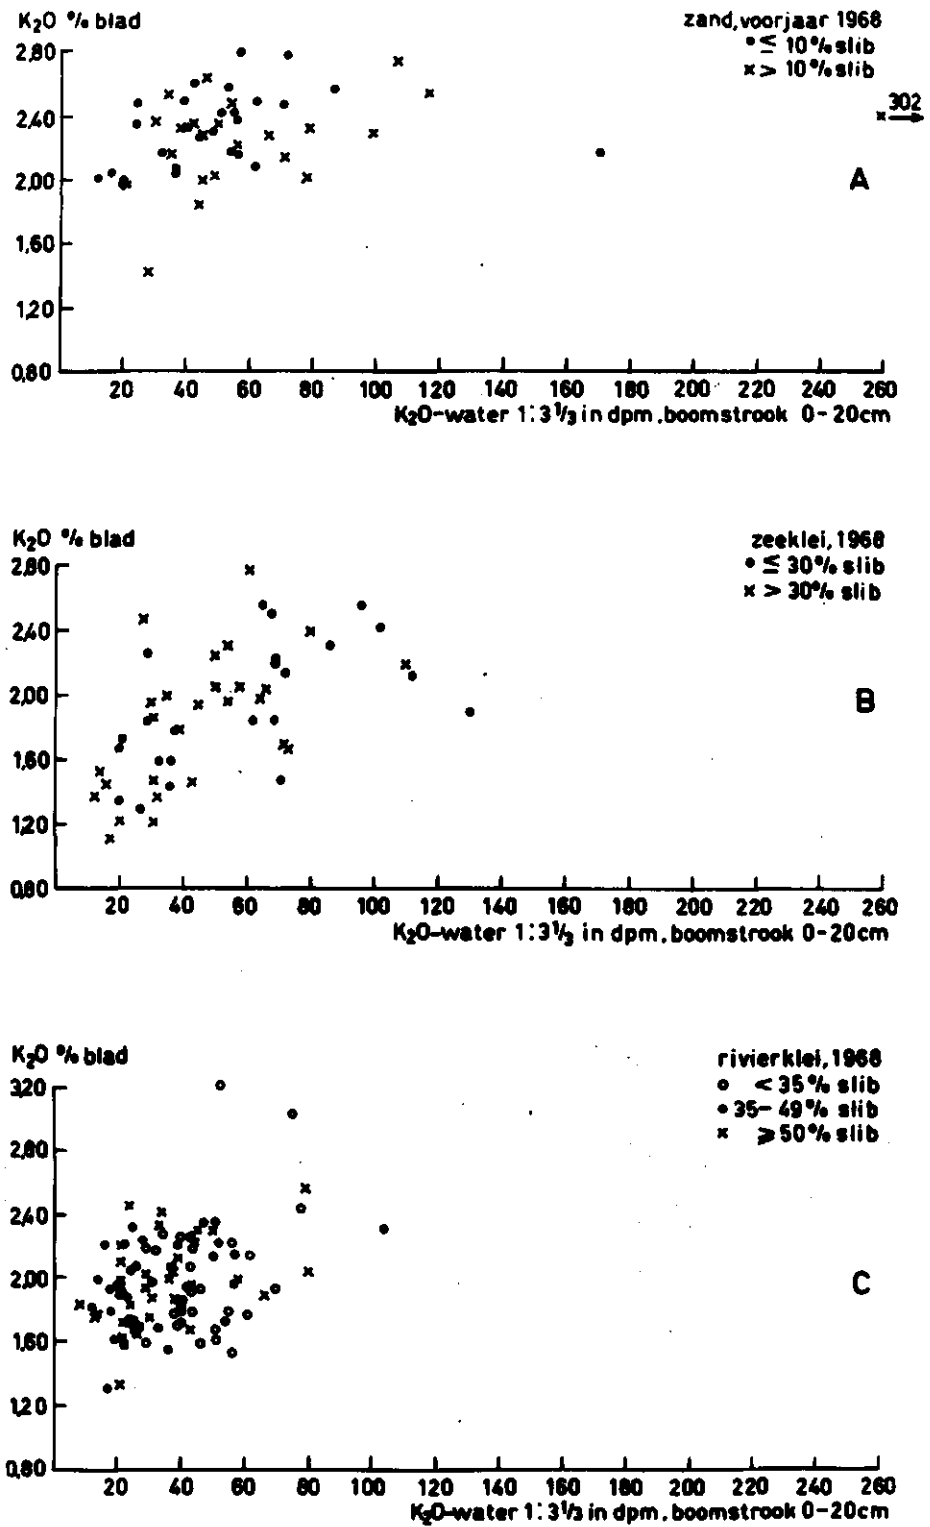 K₂O % blad
zand, voorjaar 1968
• ≤ 10% slib
x > 10% slib
2,80
2,40
2,00
1,60
1,20
0,80
302
A
20 40 60 80 100 120 140 160 180 200 220 240 260
K₂O-water 1:3⅓ in dpm. boomstrook 0-20cm
K₂O % blad
zeeklei, 1968
• ≤ 30% slib
x > 30% slib
2,80
2,40
2,00
1,60
1,20
0,80
B
20 40 60 80 100 120 140 160 180 200 220 240 260
K₂O-water 1:3⅓ in dpm. boomstrook 0-20cm
K₂O % blad
rivierklei, 1968
o < 35% slib
• 35-49% slib
x ⩾ 50% slib
3,20
2,80
2,40
2,00
1,60
1,20
0,80
C
20 40 60 80 100 120 140 160 180 200 220 240 260
K₂O-water 1:3⅓ in dpm. boomstrook 0-20cm